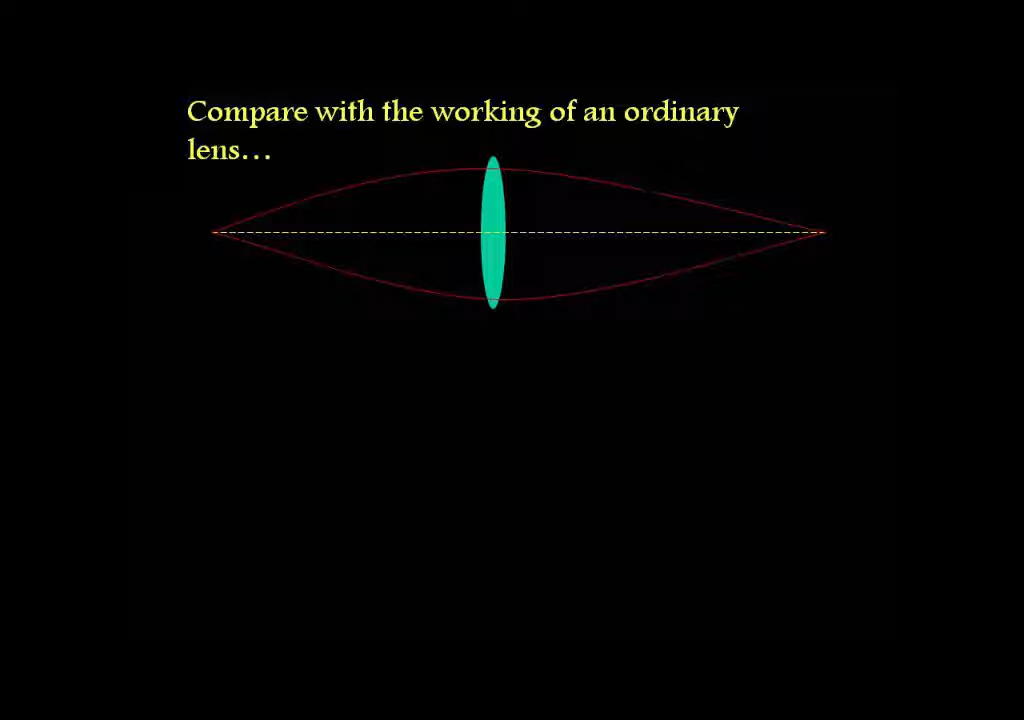 Compare with the working of an ordinary
lens…